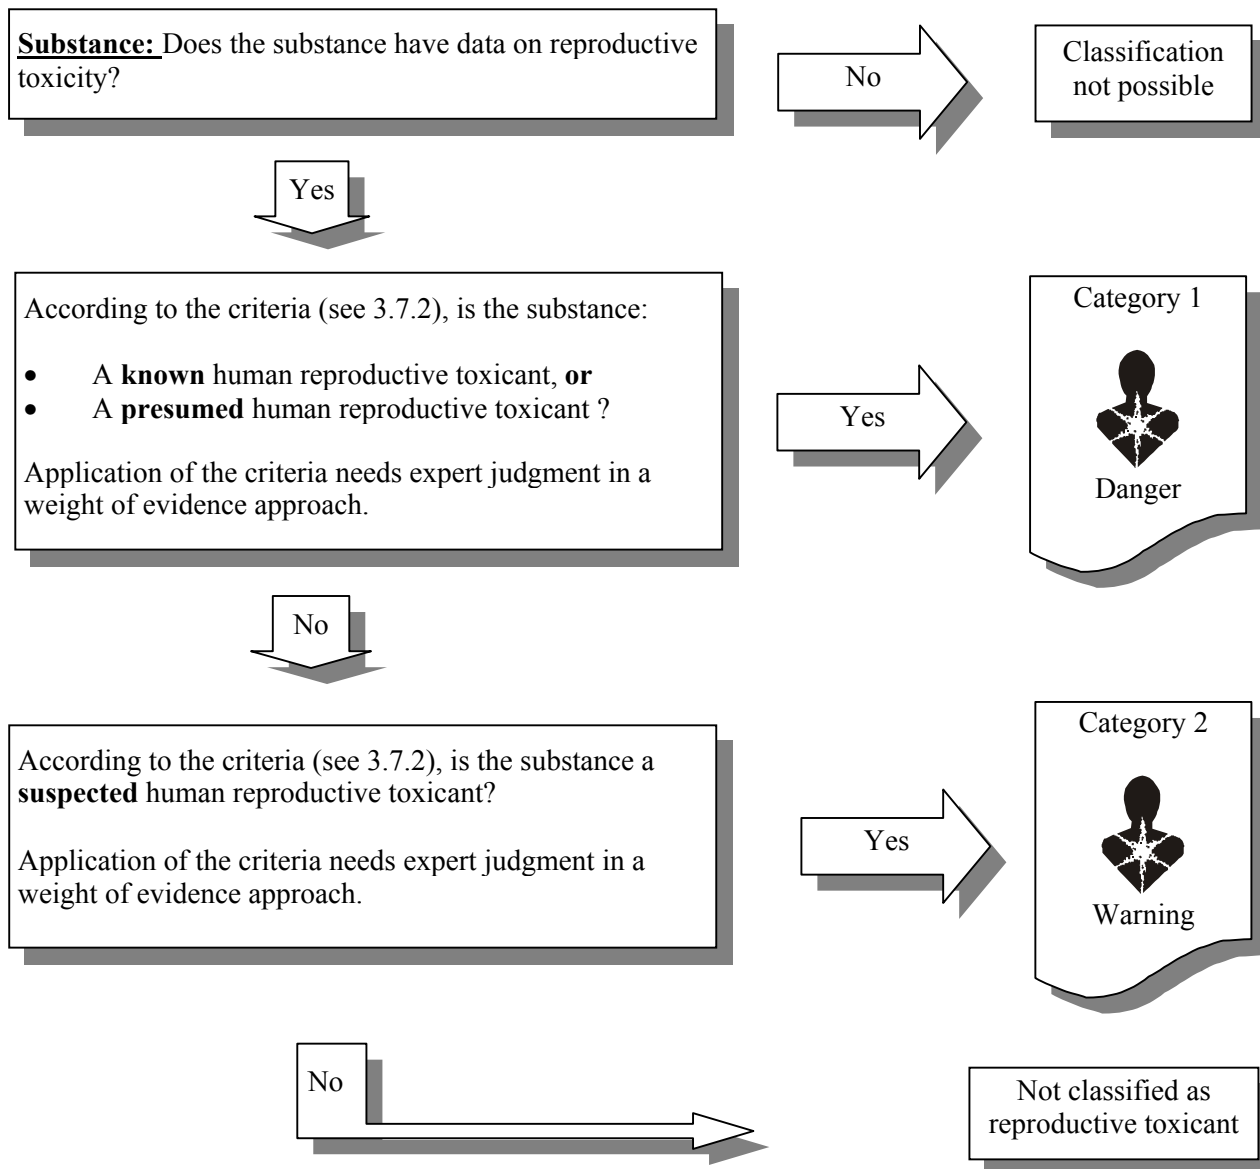 Substance: Does the substance have data on reproductive
toxicity?
No
Classification
not possible
Yes
According to the criteria (see 3.7.2), is the substance:
• A known human reproductive toxicant, or
• A presumed human reproductive toxicant ?
Application of the criteria needs expert judgment in a
weight of evidence approach.
Yes
Category 1
Danger
No
According to the criteria (see 3.7.2), is the substance a
suspected human reproductive toxicant?
Application of the criteria needs expert judgment in a
weight of evidence approach.
Yes
Category 2
Warning
No
Not classified as
reproductive toxicant